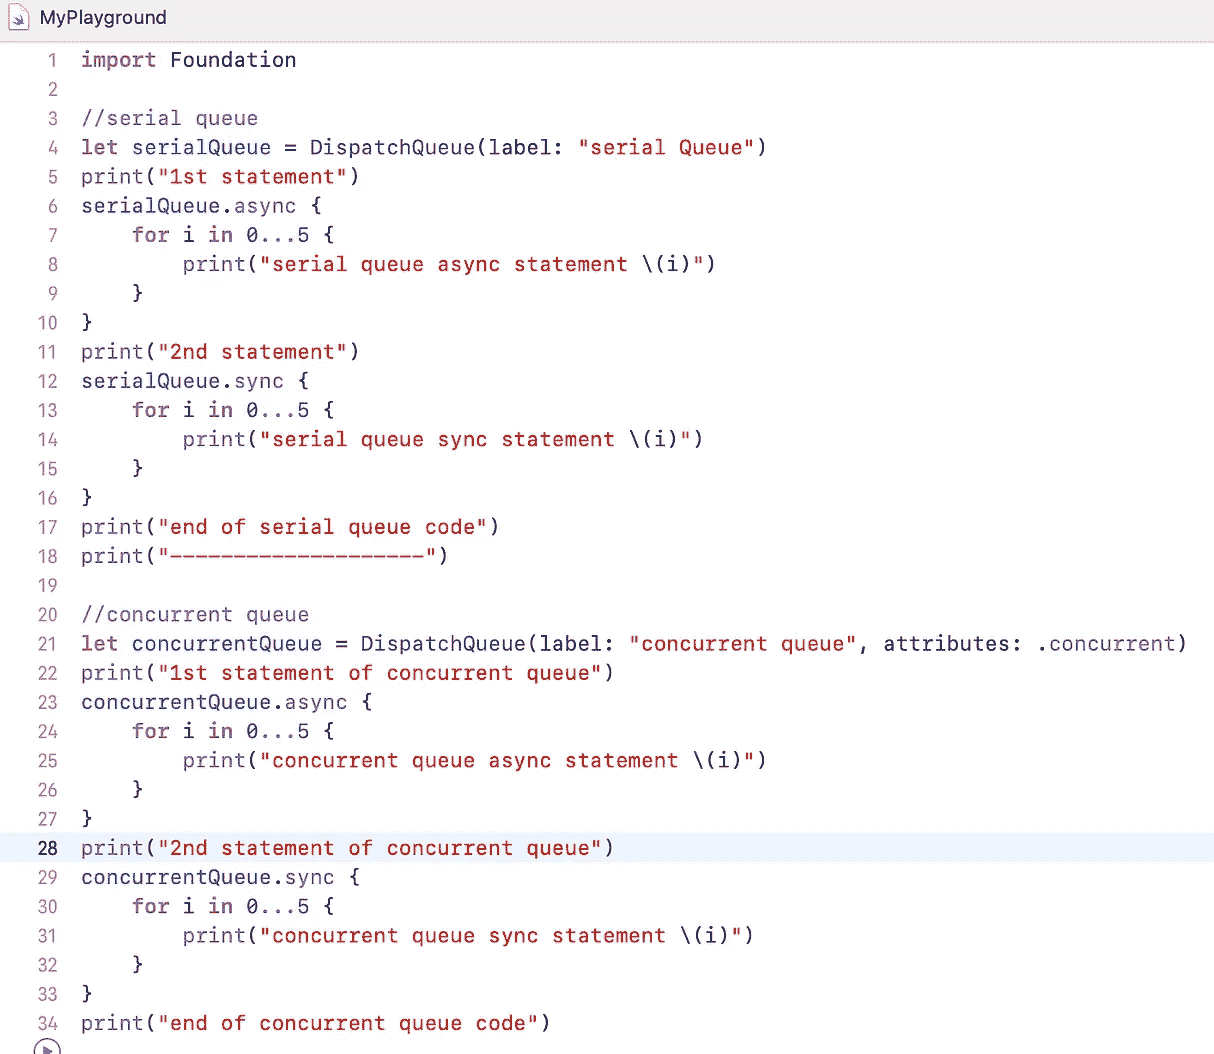 MyPlayground
1 import Foundation
2
3 //serial queue
4 let serialQueue = DispatchQueue(label: "serial Queue")
5 print("1st statement")
6 serialQueue.async {
7 for i in 0...5 {
8 print("serial queue async statement \(i)")
9 }
10 }
11 print("2nd statement")
12 serialQueue.sync {
13 for i in 0...5 {
14 print("serial queue sync statement \(i)")
15 }
16 }
17 print("end of serial queue code")
18 print("--------------------")
19
20 //concurrent queue
21 let concurrentQueue = DispatchQueue(label: "concurrent queue", attributes: .concurrent)
22 print("1st statement of concurrent queue")
23 concurrentQueue.async {
24 for i in 0...5 {
25 print("concurrent queue async statement \(i)")
26 }
27 }
28 print("2nd statement of concurrent queue")
29 concurrentQueue.sync {
30 for i in 0...5 {
31 print("concurrent queue sync statement \(i)")
32 }
33 }
34 print("end of concurrent queue code")